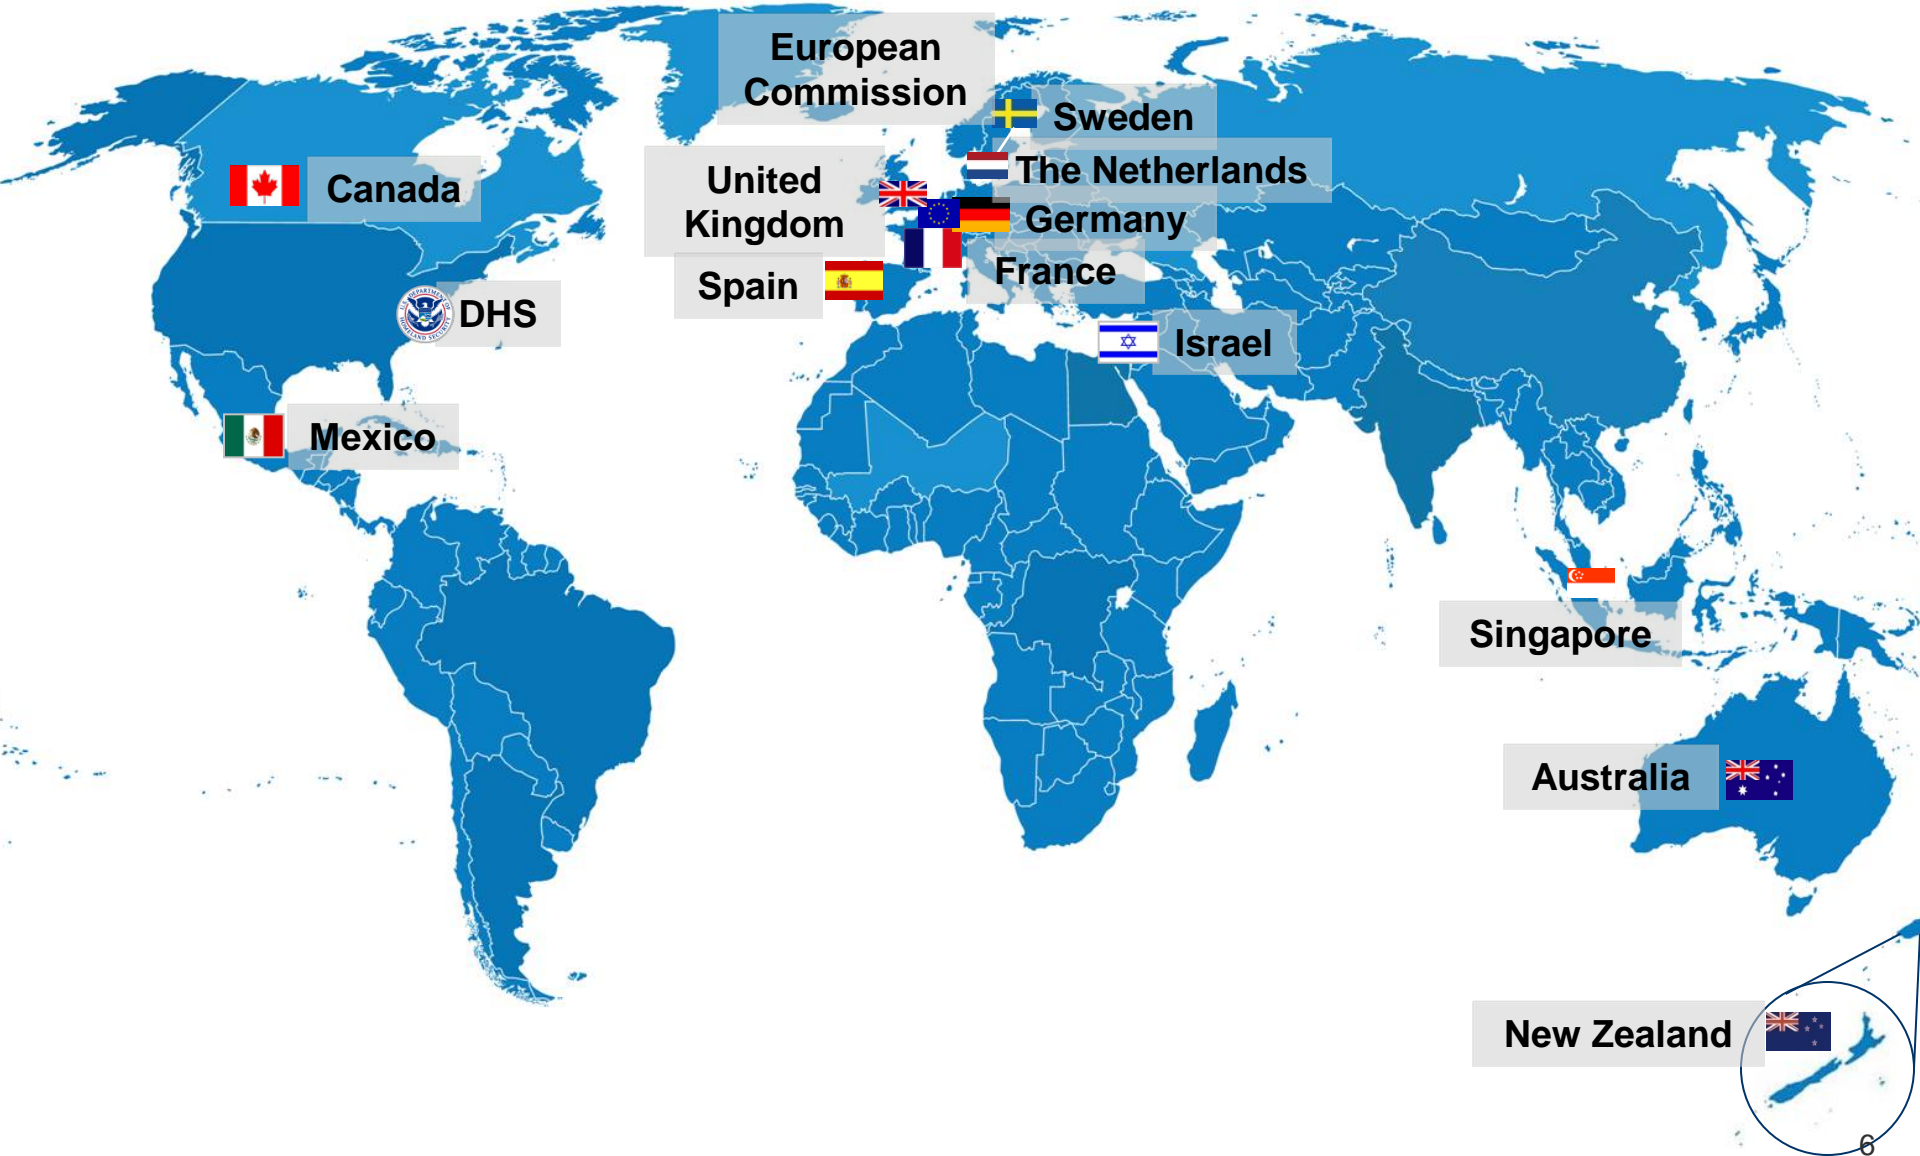 European
Commission
Sweden
The Netherlands
United
Kingdom
Canada
Germany
France
Spain
DHS
Israel
Mexico
Singapore
Australia
New Zealand
6